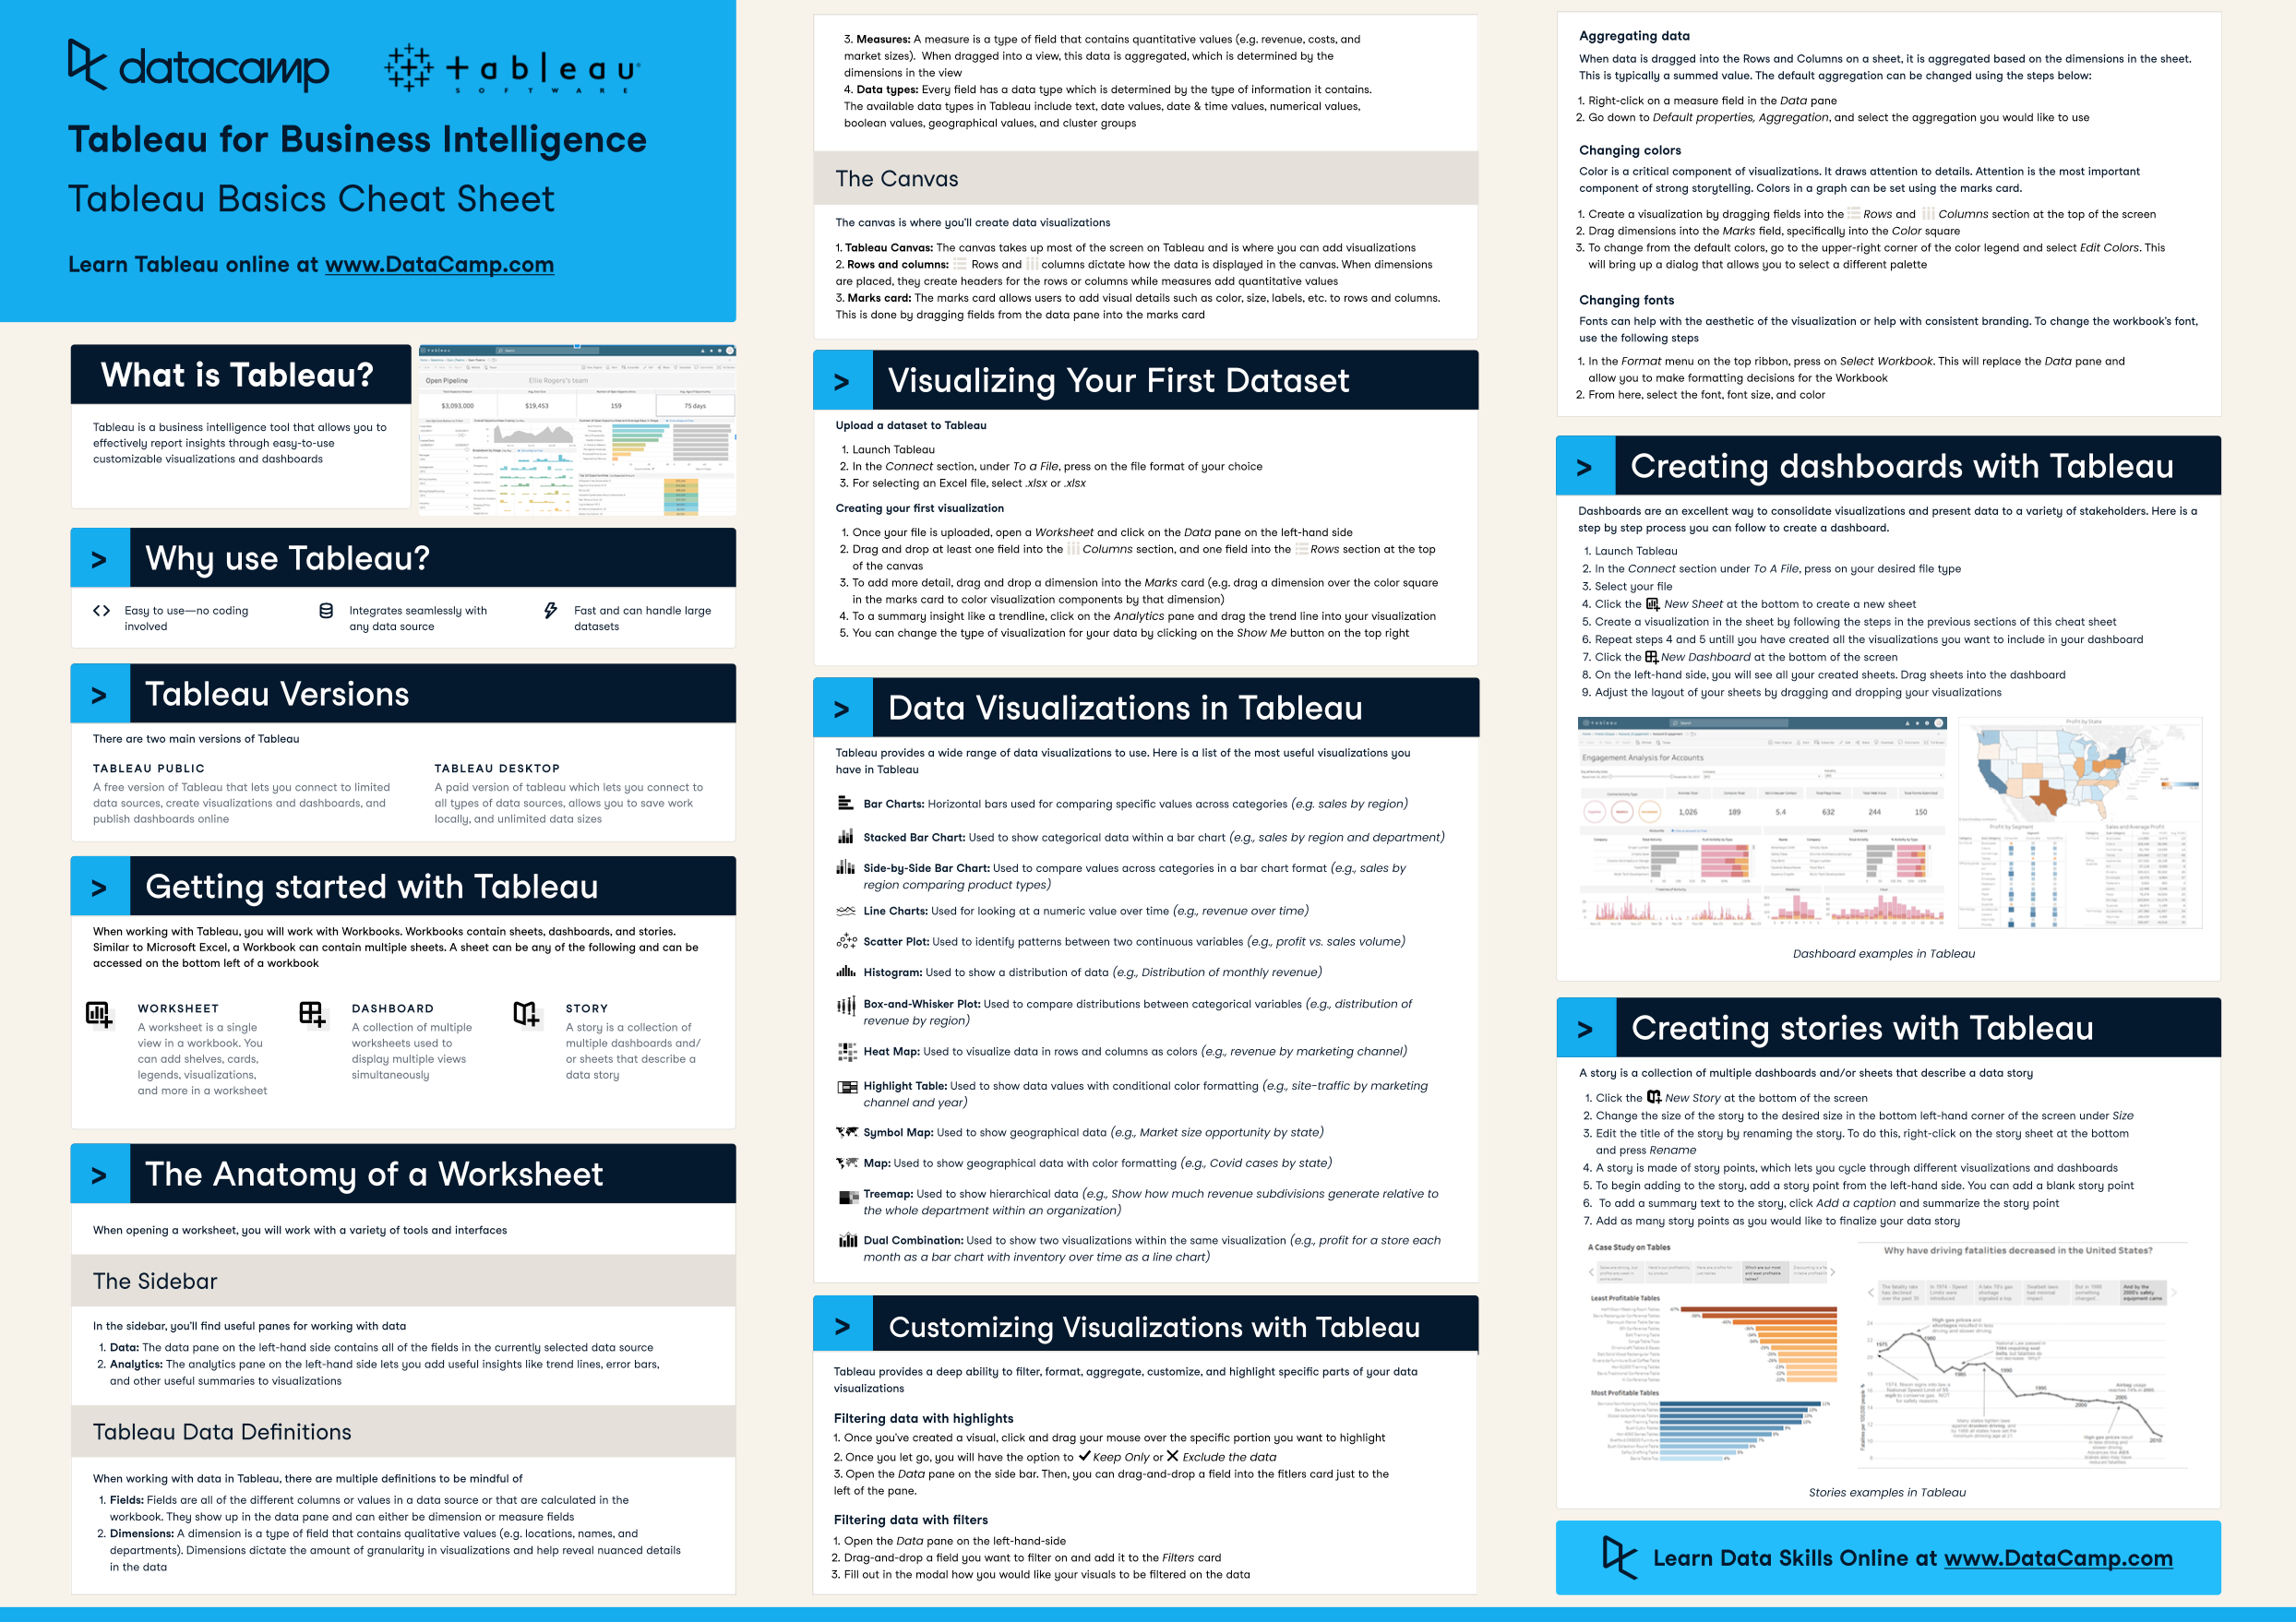 datacamp
+ableau
SOFTWARE
Tableau for Business Intelligence
Tableau Basics Cheat Sheet
Learn Tableau online at www.DataCamp.com
What is Tableau?
Tableau is a business intelligence tool that allows you to
effectively report insights through easy-to-use
customizable visualizations and dashboards
Open Pipeline
Ellie Rogers's team
$3,093,000
$19,453
159
75 days
> Why use Tableau?
Easy to use—no coding
involved
Integrates seamlessly with
any data source
Fast and can handle large
datasets
> Tableau Versions
There are two main versions of Tableau
TABLEAU PUBLIC
A free version of Tableau that lets you connect to limited
data sources, create visualizations and dashboards, and
publish dashboards online
TABLEAU DESKTOP
A paid version of tableau which lets you connect to
all types of data sources, allows you to save work
locally, and unlimited data sizes
> Getting started with Tableau
When working with Tableau, you will work with Workbooks. Workbooks contain sheets, dashboards, and stories.
Similar to Microsoft Excel, a Workbook can contain multiple sheets. A sheet can be any of the following and can be
accessed on the bottom left of a workbook
WORKSHEET
A worksheet is a single
view in a workbook. You
can add shelves, cards,
legends, visualizations,
and more in a worksheet
DASHBOARD
A collection of multiple
worksheets used to
display multiple views
simultaneously
STORY
A story is a collection of
multiple dashboards and/
or sheets that describe a
data story
> The Anatomy of a Worksheet
When opening a worksheet, you will work with a variety of tools and interfaces
The Sidebar
In the sidebar, you'll find useful panes for working with data
1. Data: The data pane on the left-hand side contains all of the fields in the currently selected data source
2. Analytics: The analytics pane on the left-hand side lets you add useful insights like trend lines, error bars,
and other useful summaries to visualizations
Tableau Data Definitions
When working with data in Tableau, there are multiple definitions to be mindful of
1. Fields: Fields are all of the different columns or values in a data source or that are calculated in the
workbook. They show up in the data pane and can either be dimension or measure fields
2. Dimensions: A dimension is a type of field that contains qualitative values (e.g. locations, names, and
departments). Dimensions dictate the amount of granularity in visualizations and help reveal nuanced details
in the data
3. Measures: A measure is a type of field that contains quantitative values (e.g. revenue, costs, and
market sizes). When dragged into a view, this data is aggregated, which is determined by the
dimensions in the view
4. Data types: Every field has a data type which is determined by the type of information it contains.
The available data types in Tableau include text, date values, date & time values, numerical values,
boolean values, geographical values, and cluster groups
The Canvas
The canvas is where you'll create data visualizations
1. Tableau Canvas: The canvas takes up most of the screen on Tableau and is where you can add visualizations
2. Rows and columns: Rows and columns dictate how the data is displayed in the canvas. When dimensions
are placed, they create headers for the rows or columns while measures add quantitative values
3. Marks card: The marks card allows users to add visual details such as color, size, labels, etc. to rows and columns.
This is done by dragging fields from the data pane into the marks card
> Visualizing Your First Dataset
Upload a dataset to Tableau
1. Launch Tableau
2. In the Connect section, under To a File, press on the file format of your choice
3. For selecting an Excel file, select .xlsx or .xlsx
Creating your first visualization
1. Once your file is uploaded, open a Worksheet and click on the Data pane on the left-hand side
2. Drag and drop at least one field into the Columns section, and one field into the Rows section at the top
of the canvas
3. To add more detail, drag and drop a dimension into the Marks card (e.g. drag a dimension over the color square
in the marks card to color visualization components by that dimension)
4. To a summary insight like a trendline, click on the Analytics pane and drag the trend line into your visualization
5. You can change the type of visualization for your data by clicking on the Show Me button on the top right
> Data Visualizations in Tableau
Tableau provides a wide range of data visualizations to use. Here is a list of the most useful visualizations you
have in Tableau
Bar Charts: Horizontal bars used for comparing specific values across categories (e.g. sales by region)
Stacked Bar Chart: Used to show categorical data within a bar chart (e.g., sales by region and department)
Side-by-Side Bar Chart: Used to compare values across categories in a bar chart format (e.g., sales by
region comparing product types)
Line Charts: Used for looking at a numeric value over time (e.g., revenue over time)
Scatter Plot: Used to identify patterns between two continuous variables (e.g., profit vs. sales volume)
Histogram: Used to show a distribution of data (e.g., Distribution of monthly revenue)
Box-and-Whisker Plot: Used to compare distributions between categorical variables (e.g., distribution of
revenue by region)
Heat Map: Used to visualize data in rows and columns as colors (e.g., revenue by marketing channel)
Highlight Table: Used to show data values with conditional color formatting (e.g., site-traffic by marketing
channel and year)
Symbol Map: Used to show geographical data (e.g., Market size opportunity by state)
Map: Used to show geographical data with color formatting (e.g., Covid cases by state)
Treemap: Used to show hierarchical data (e.g., Show how much revenue subdivisions generate relative to
the whole department within an organization)
Dual Combination: Used to show two visualizations within the same visualization (e.g., profit for a store each
month as a bar chart with inventory over time as a line chart)
> Customizing Visualizations with Tableau
Tableau provides a deep ability to filter, format, aggregate, customize, and highlight specific parts of your data
visualizations
Filtering data with highlights
1. Once you've created a visual, click and drag your mouse over the specific portion you want to highlight
2. Once you let go, you will have the option to Keep Only or Exclude the data
3. Open the Data pane on the side bar. Then, you can drag-and-drop a field into the fitlers card just to the
left of the pane.
Filtering data with filters
1. Open the Data pane on the left-hand-side
2. Drag-and-drop a field you want to filter on and add it to the Filters card
3. Fill out in the modal how you would like your visuals to be filtered on the data
Aggregating data
When data is dragged into the Rows and Columns on a sheet, it is aggregated based on the dimensions in the sheet.
This is typically a summed value. The default aggregation can be changed using the steps below:
1. Right-click on a measure field in the Data pane
2. Go down to Default properties, Aggregation, and select the aggregation you would like to use
Changing colors
Color is a critical component of visualizations. It draws attention to details. Attention is the most important
component of strong storytelling. Colors in a graph can be set using the marks card.
1. Create a visualization by dragging fields into the Rows and Columns section at the top of the screen
2. Drag dimensions into the Marks field, specifically into the Color square
3. To change from the default colors, go to the upper-right corner of the color legend and select Edit Colors. This
will bring up a dialog that allows you to select a different palette
Changing fonts
Fonts can help with the aesthetic of the visualization or help with consistent branding. To change the workbook's font,
use the following steps
1. In the Format menu on the top ribbon, press on Select Workbook. This will replace the Data pane and
allow you to make formatting decisions for the Workbook
2. From here, select the font, font size, and color
> Creating dashboards with Tableau
Dashboards are an excellent way to consolidate visualizations and present data to a variety of stakeholders. Here is a
step by step process you can follow to create a dashboard.
1. Launch Tableau
2. In the Connect section under To A File, press on your desired file type
3. Select your file
4. Click the New Sheet at the bottom to create a new sheet
5. Create a visualization in the sheet by following the steps in the previous sections of this cheat sheet
6. Repeat steps 4 and 5 untill you have created all the visualizations you want to include in your dashboard
7. Click the New Dashboard at the bottom of the screen
8. On the left-hand side, you will see all your created sheets. Drag sheets into the dashboard
9. Adjust the layout of your sheets by dragging and dropping your visualizations
Engagement Analysis for Accounts
1,026
189
5.4
632
244
150
Profit by State
Profit by Segment
Sales and Average Profit
Dashboard examples in Tableau
> Creating stories with Tableau
A story is a collection of multiple dashboards and/or sheets that describe a data story
1. Click the New Story at the bottom of the screen
2. Change the size of the story to the desired size in the bottom left-hand corner of the screen under Size
3. Edit the title of the story by renaming the story. To do this, right-click on the story sheet at the bottom
and press Rename
4. A story is made of story points, which lets you cycle through different visualizations and dashboards
5. To begin adding to the story, add a story point from the left-hand side. You can add a blank story point
6. To add a summary text to the story, click Add a caption and summarize the story point
7. Add as many story points as you would like to finalize your data story
A Case Study on Tables
Least Profitable Tables
Most Profitable Tables
Why have driving fatalities decreased in the United States?
Stories examples in Tableau
Learn Data Skills Online at www.DataCamp.com